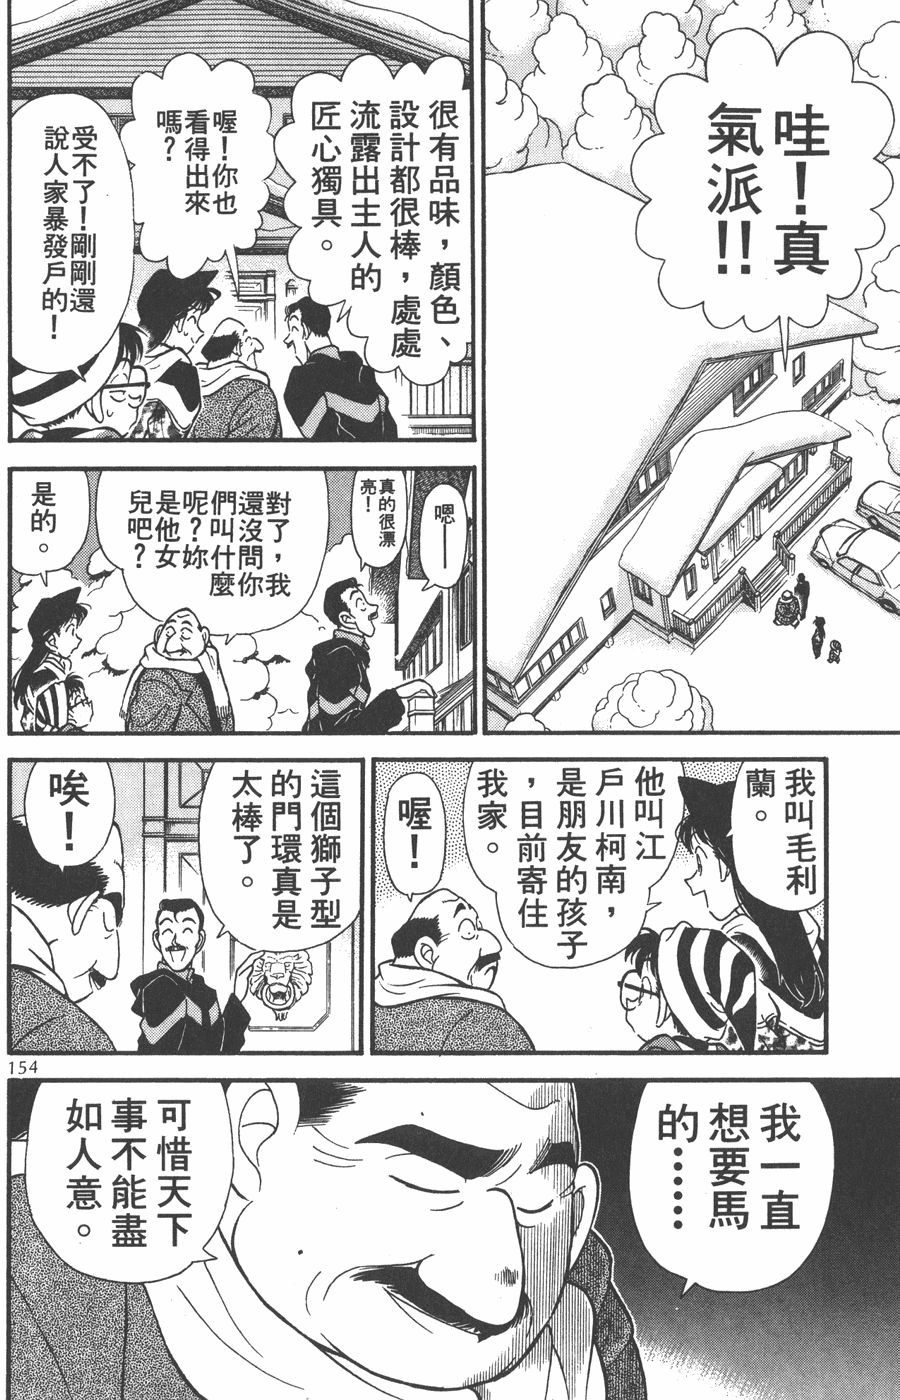 哇！真
氣派！！
很有品味，顏色、
設計都很棒，處處
流露出主人的
匠心獨具。
喔！你也
看得出來
嗎？
受不了！剛剛還
說人家暴發戶的！
嗯——
真的很漂
亮！
對了，我
還沒問你
們叫什麼
呢？妳
是他女
兒吧？
是的。
我叫毛利
蘭。
他叫江
戶川柯南，
是朋友的孩子
，目前寄住
我家。
喔！
這個獅子型
的門環真是
太棒了。
唉！
154
我一直
想要馬
的……
可惜天下
事不能盡
如人意。